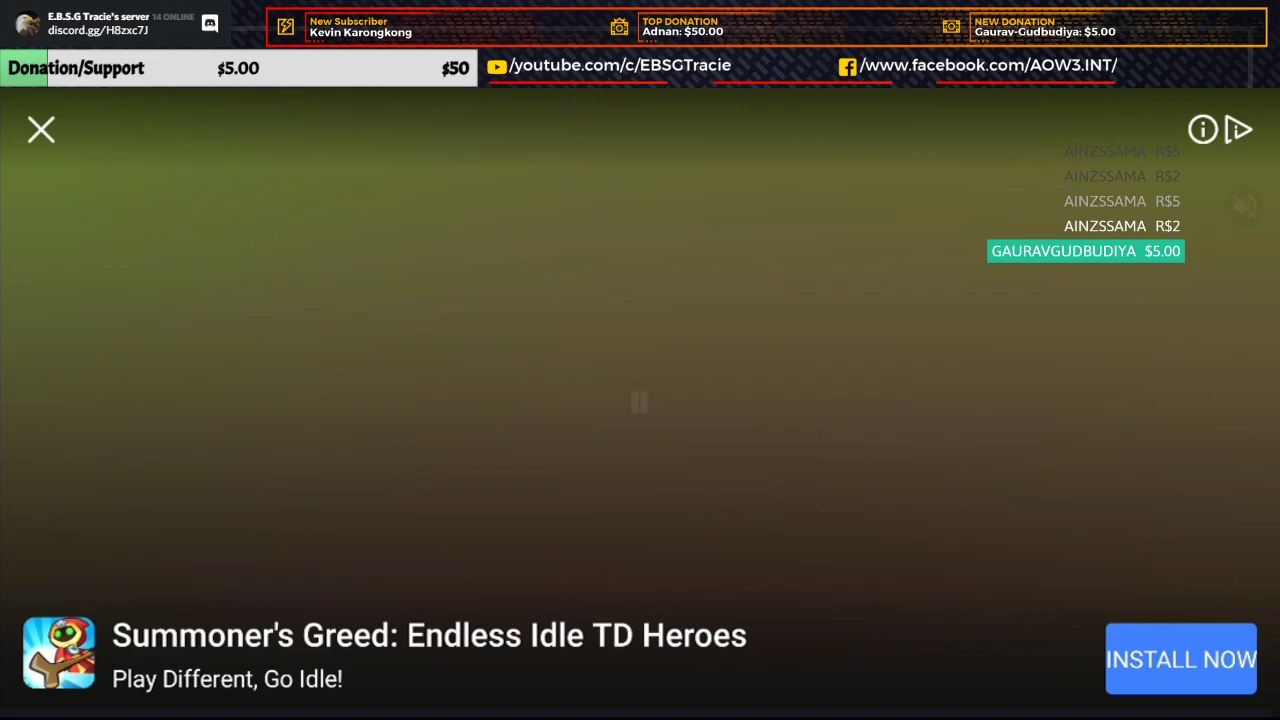 E.B.S.G Tracie's server 14 ONLINE
discord.gg/H8zxc7J
New Subscriber
Kevin Karongkong
TOP DONATION
Adnan: $50.00
NEW DONATION
Gaurav-Gudbudiya: $5.00
Donation/Support $5.00 $50
/youtube.com/c/EBSGTracie
/www.facebook.com/AOW3.INT/
AINZSSAMA R$5
AINZSSAMA R$2
AINZSSAMA R$5
AINZSSAMA R$2
GAURAVGUDBUDIYA $5.00
Summoner's Greed: Endless Idle TD Heroes
Play Different, Go Idle!
INSTALL NOW